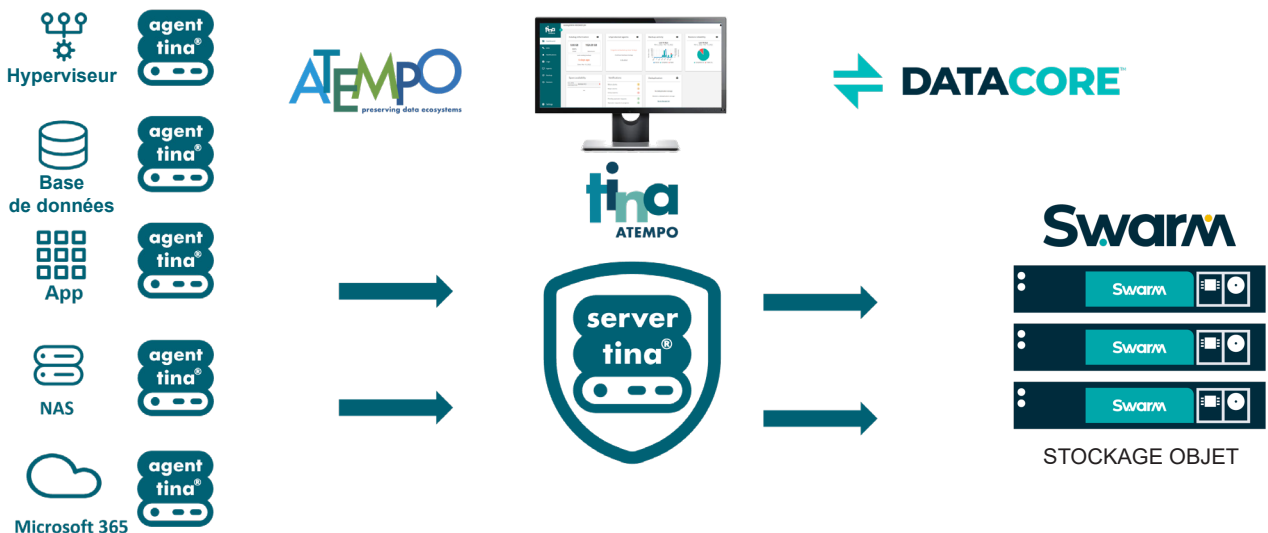 agent
tina®
Hyperviseur
agent
tina®
Base
de données
agent
tina®
App
agent
tina®
NAS
agent
tina®
Microsoft 365
ATEMPO
preserving data ecosystems
tina
ATEMPO
server
tina®
DATACORE
Swarm
Swarm
Swarm
Swarm
STOCKAGE OBJET